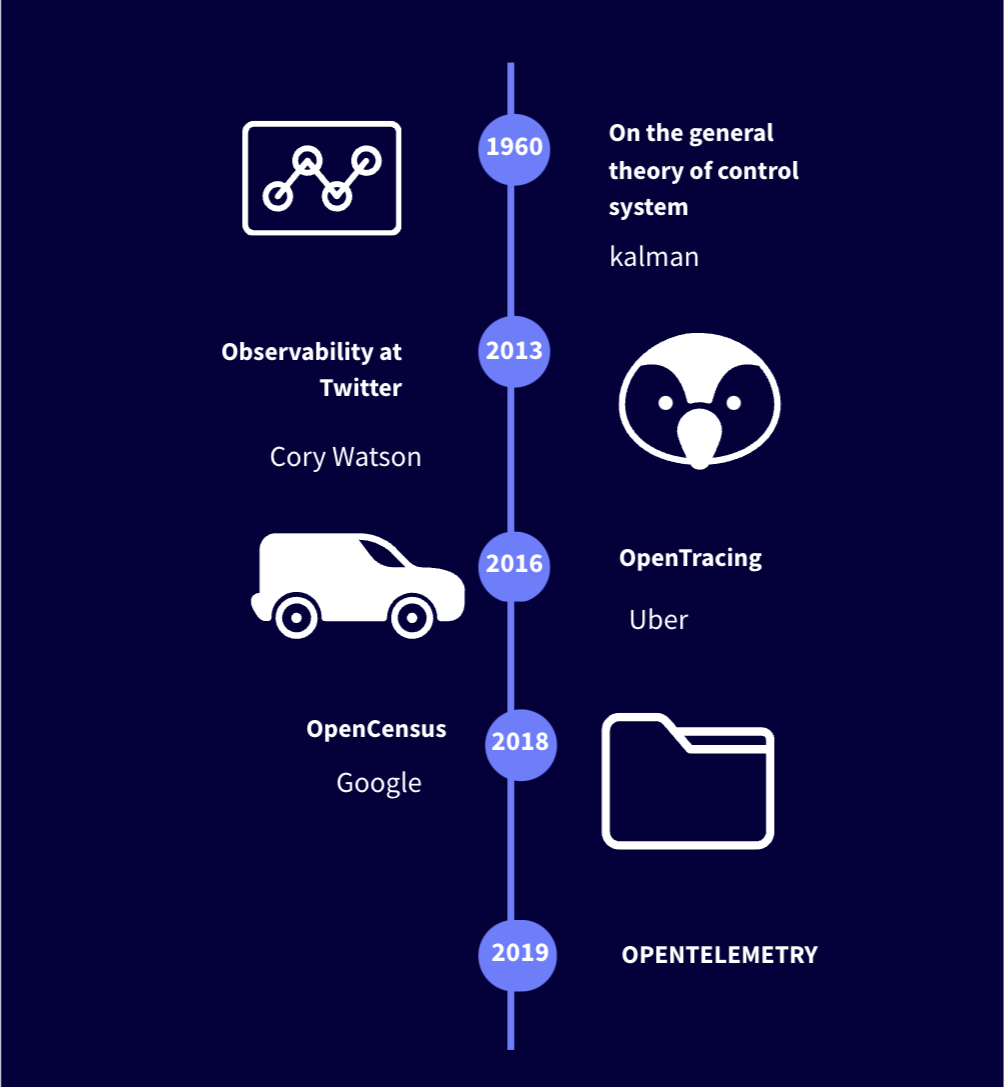 1960
On the general
theory of control
system
kalman
2013
Observability at
Twitter
Cory Watson
2016
OpenTracing
Uber
2018
OpenCensus
Google
2019
OPENTELEMETRY